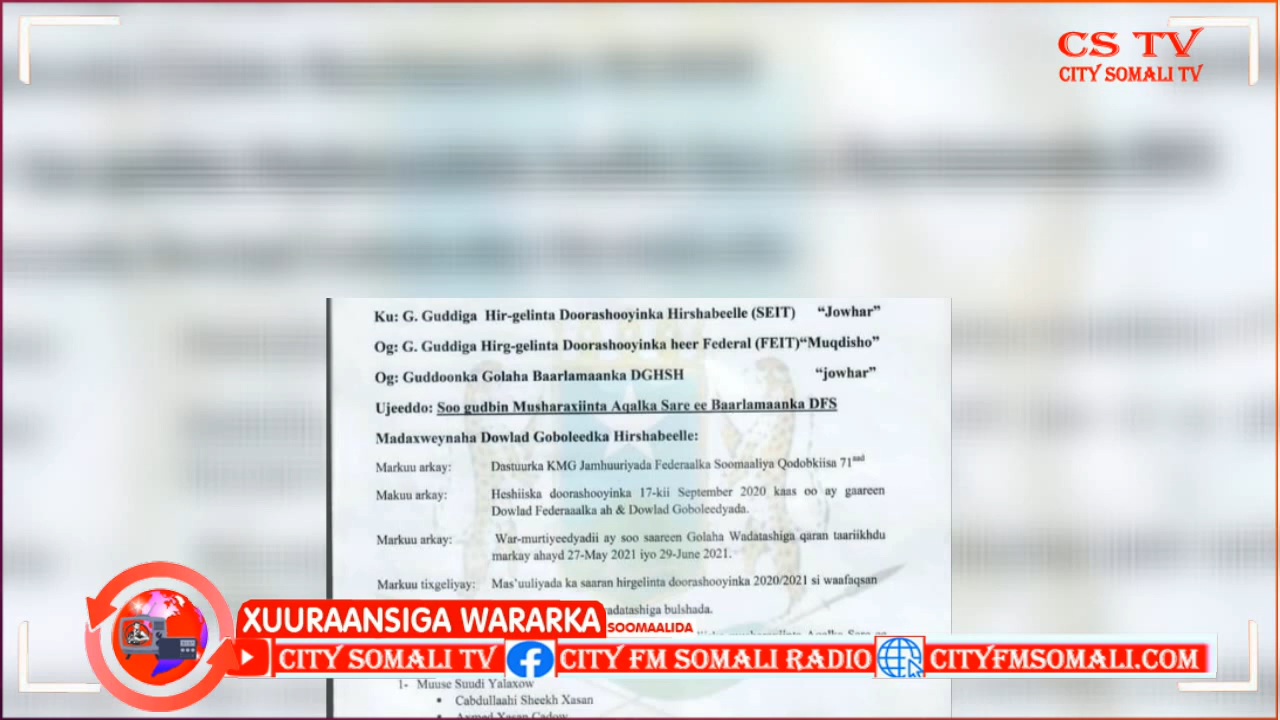 CS TV
CITY SOMALI TV
Ku: G. Guddiga Hir-gelinta Doorashooyinka Hirshabeelle (SEIT) “Jowhar”
Og: G. Guddiga Hirg-gelinta Doorashooyinka heer Federal (FEIT)“Muqdisho”
Og: Guddoonka Golaha Baarlamaanka DGHSH “jowhar”
Ujeeddo: Soo gudbin Musharaxiinta Aqalka Sare ee Baarlamaanka DFS
Madaxweynaha Dowlad Goboleedka Hirshabeelle:
Markuu arkay: Dastuurka KMG Jamhuuriyada Federaalka Soomaaliya Qodobkiisa 71aad
Makuu arkay: Heshiiska doorashooyinka 17-kii September 2020 kaas oo ay gaareen
Dowlad Federaaalka ah & Dowlad Goboleedyada.
Markuu arkay: War-murtiyeedyadii ay soo saareen Golaha Wadatashiga qaran taariikhdu
markay ahayd 27-May 2021 iyo 29-June 2021.
Markuu tixgeliyay: Mas’uuliyada ka saaran hirgelinta doorashooyinka 2020/2021 si waafaqsan
wadatashiga bulshada.
XUURAANSIGA WARARKA
SOOMAALIDA
CITY SOMALI TV CITY FM SOMALI RADIO CITYFMSOMALI.COM
1- Muuse Suudi Yalaxow
▪ Cabdullaahi Sheekh Xasan
▪ Axmed Xasan Cadow